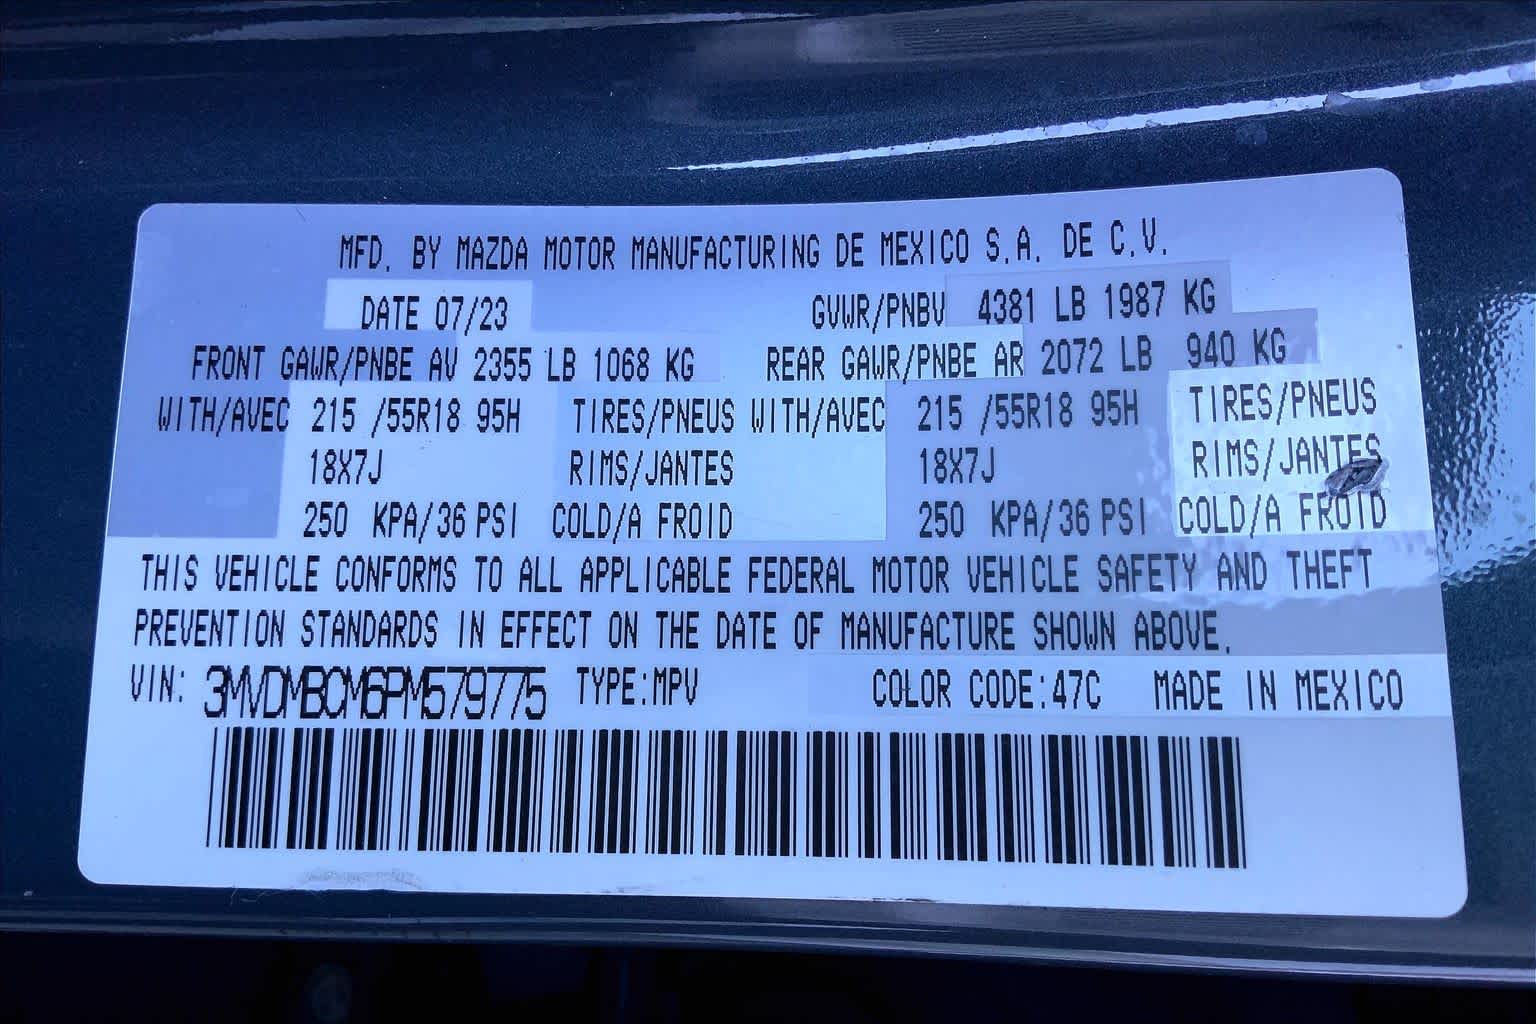 MFD. BY MAZDA MOTOR MANUFACTURING DE MEXICO S.A. DE C.V.
DATE 07/23 GVWR/PNBV 4381 LB 1987 KG
FRONT GAWR/PNBE AV 2355 LB 1068 KG REAR GAWR/PNBE AR 2072 LB 940 KG
WITH/AVEC 215 /55R18 95H TIRES/PNEUS WITH/AVEC 215 /55R18 95H TIRES/PNEUS
18X7J RIMS/JANTES 18X7J RIMS/JANTES
250 KPA/36 PSI COLD/A FROID 250 KPA/36 PSI COLD/A FROID
THIS VEHICLE CONFORMS TO ALL APPLICABLE FEDERAL MOTOR VEHICLE SAFETY AND THEFT
PREVENTION STANDARDS IN EFFECT ON THE DATE OF MANUFACTURE SHOWN ABOVE.
VIN: 3MVDMBCM6PM579775 TYPE:MPV COLOR CODE:47C MADE IN MEXICO